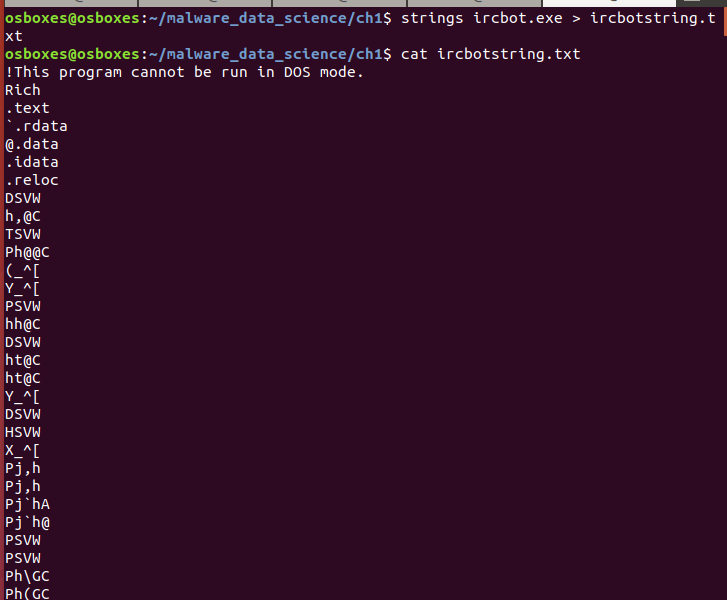 osboxes@osboxes:~/malware_data_science/ch1$ strings ircbot.exe > ircbotstring.t
xt
osboxes@osboxes:~/malware_data_science/ch1$ cat ircbotstring.txt
!This program cannot be run in DOS mode.
Rich
.text
`.rdata
@.data
.idata
.reloc
DSVW
h,@C
TSVW
Ph@@C
(_^[
Y_^[
PSVW
hh@C
DSVW
ht@C
ht@C
Y_^[
DSVW
HSVW
X_^[
Pj,h
Pj,h
Pj`hA
Pj`h@
PSVW
PSVW
Ph\GC
Ph(GC